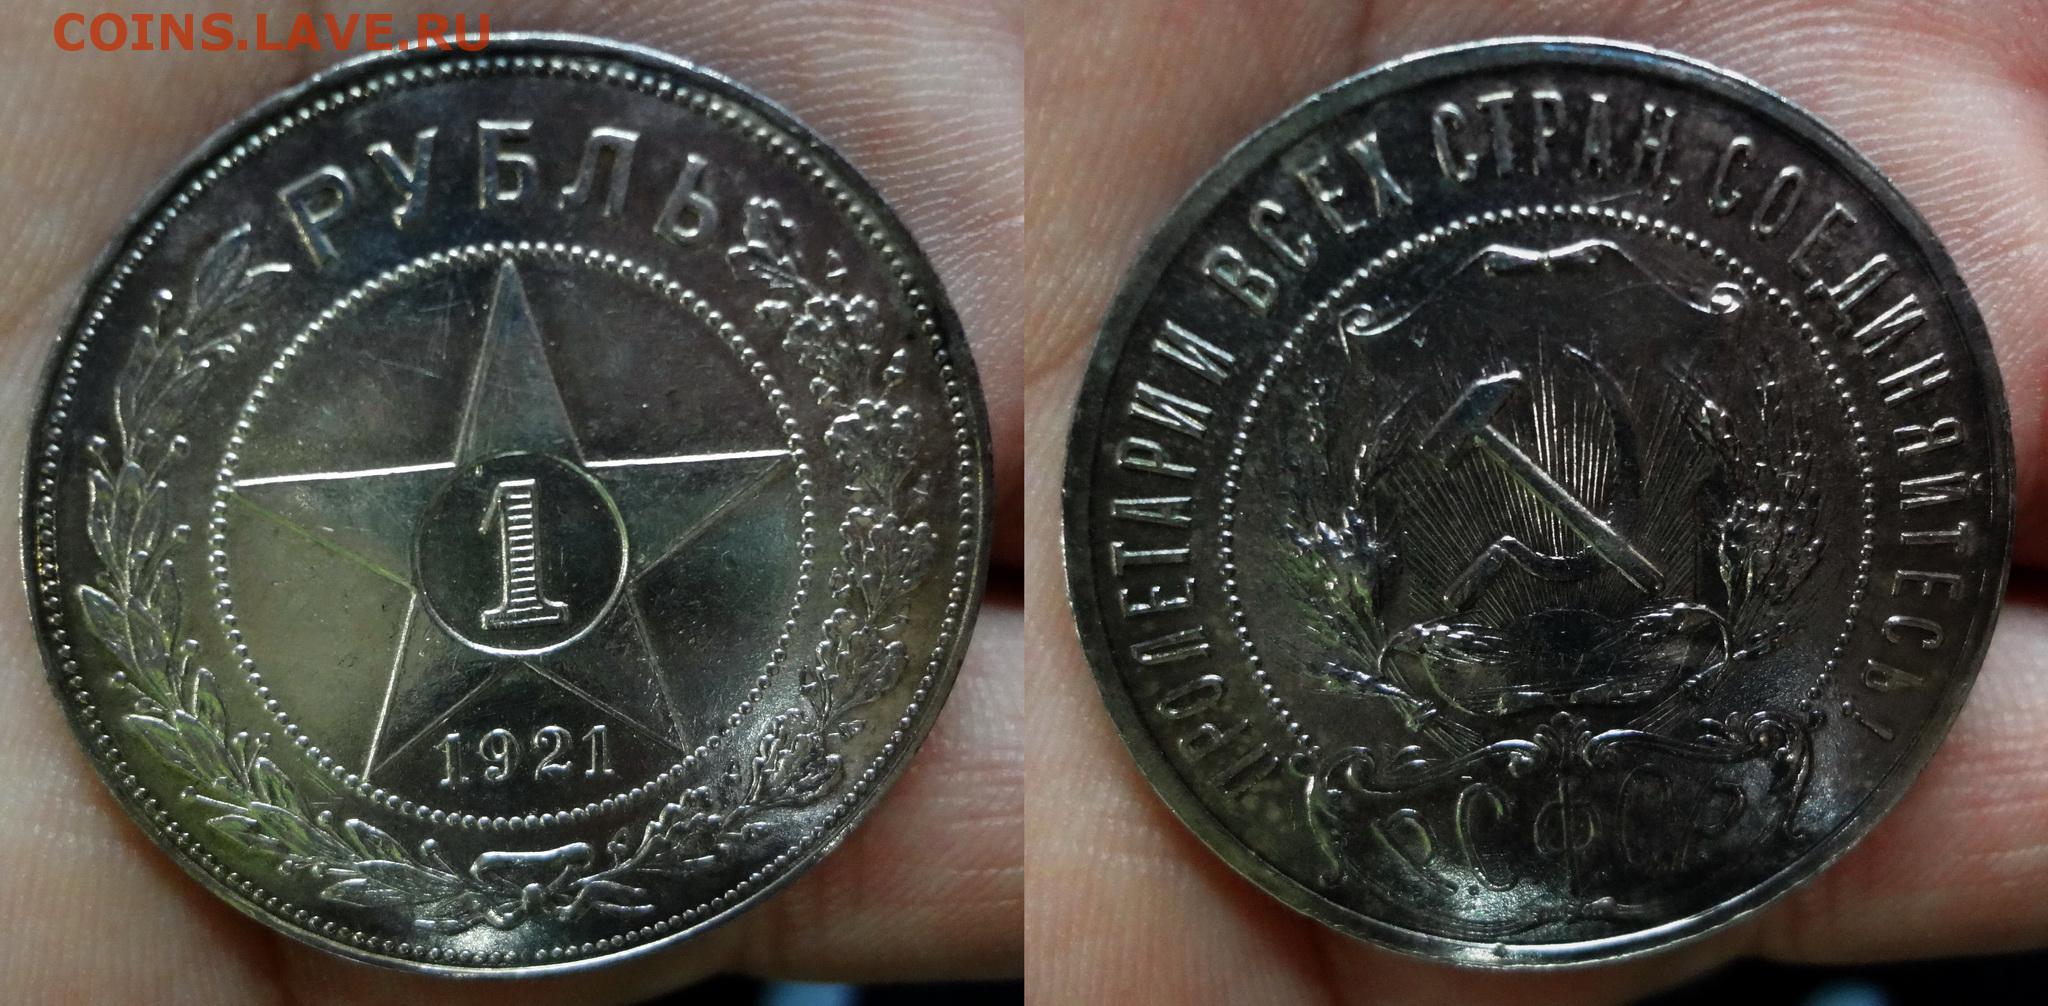 COINS.LAVE.RU
РУБЛЬ
1
1921
ПРОЛЕТАРИИ ВСЕХ СТРАН, СОЕДИНЯЙТЕСЬ!
Р.С.Ф.С.Р.